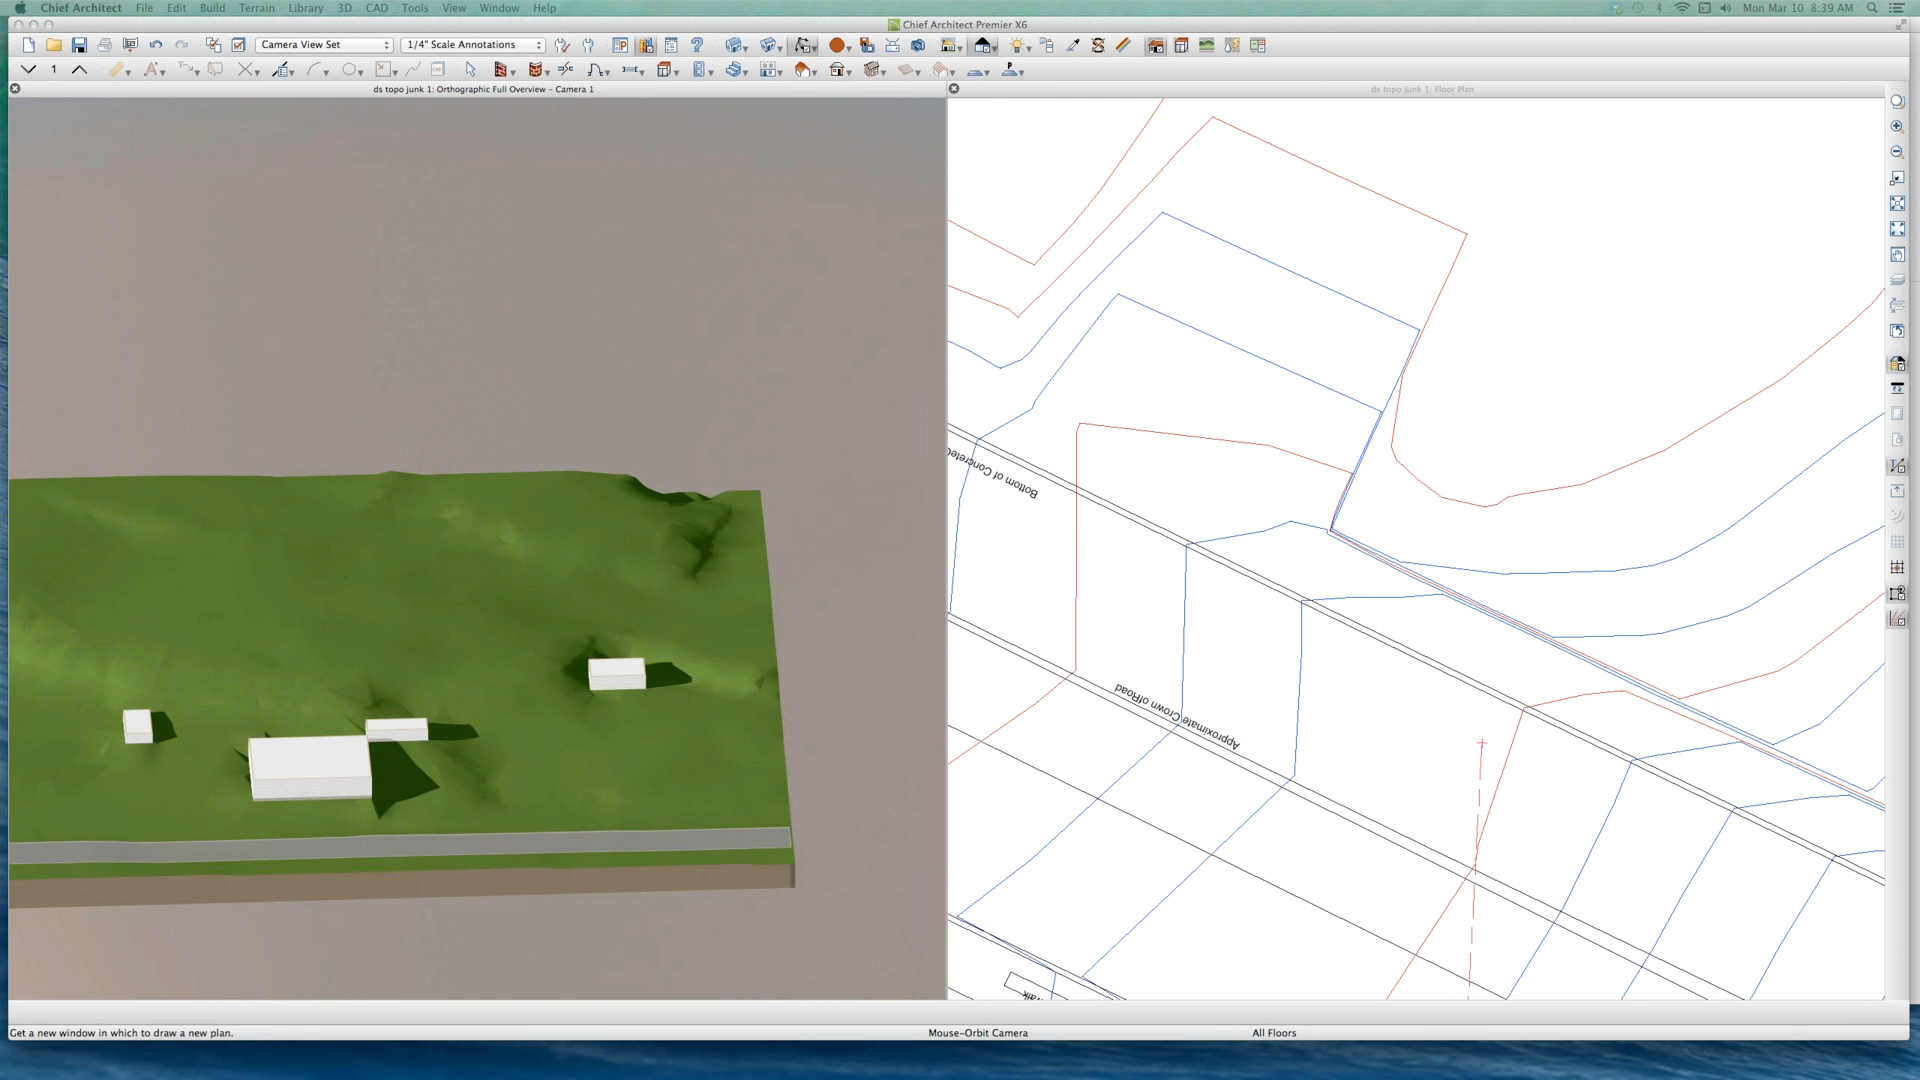 Chief Architect File Edit Build Terrain Library 3D CAD Tools View Window Help Mon Mar 10 8:39 AM
Chief Architect Premier X6
Camera View Set 1/4" Scale Annotations
1
ds topo junk 1: Orthographic Full Overview - Camera 1
ds topo junk 1: Floor Plan
Bottom of Concrete
Approximate Crown ofRoad
Get a new window in which to draw a new plan. Mouse-Orbit Camera All Floors